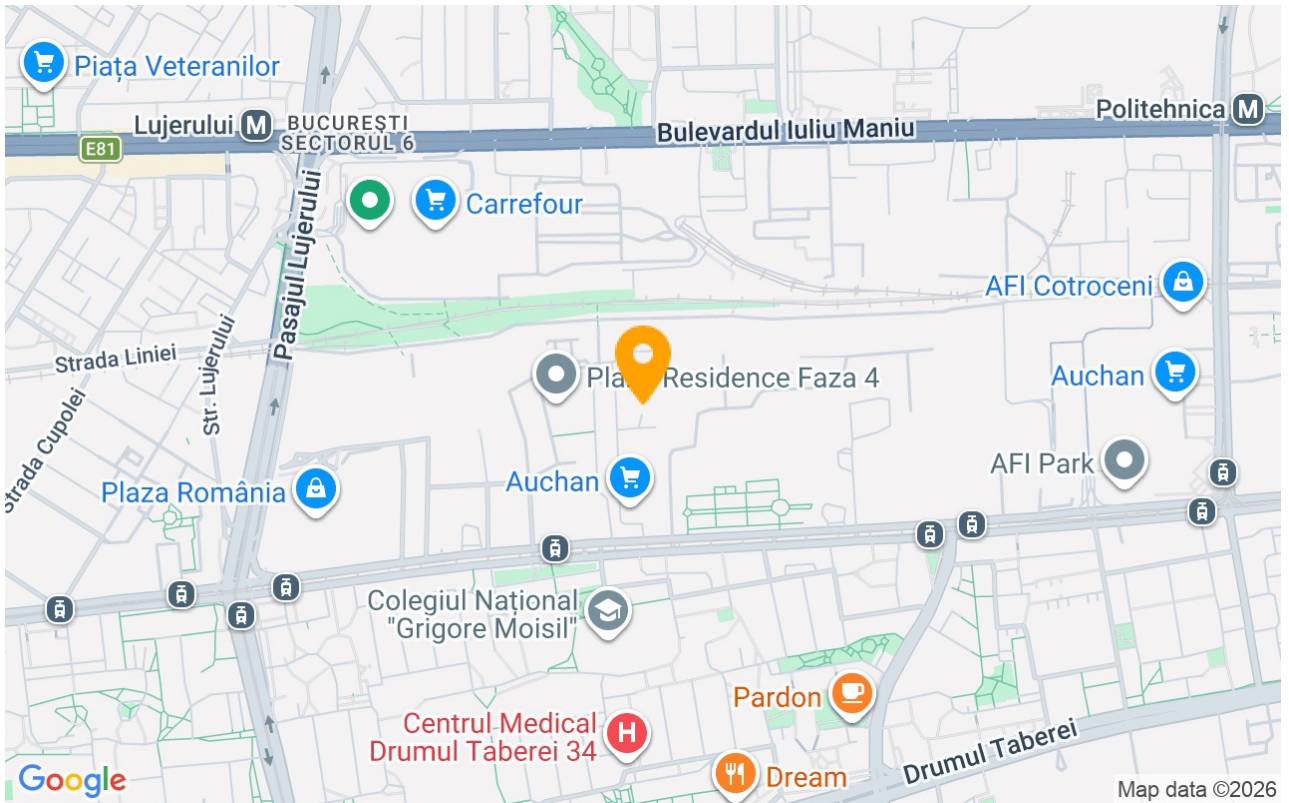 Piața Veteranilor
Lujerului M
BUCUREȘTI
SECTORUL 6
E81
Bulevardul Iuliu Maniu
Politehnica M
Carrefour
Pasajul Lujerului
AFI Cotroceni
Strada Liniei
Str. Lujerului
Strada Cupolei
Residence Faza 4
Auchan
Plaza România
Auchan
AFI Park
Colegiul Național
"Grigore Moisil"
Pardon
Centrul Medical
Drumul Taberei 34
H
Drumul Taberei
Dream
Google
Map data ©2026